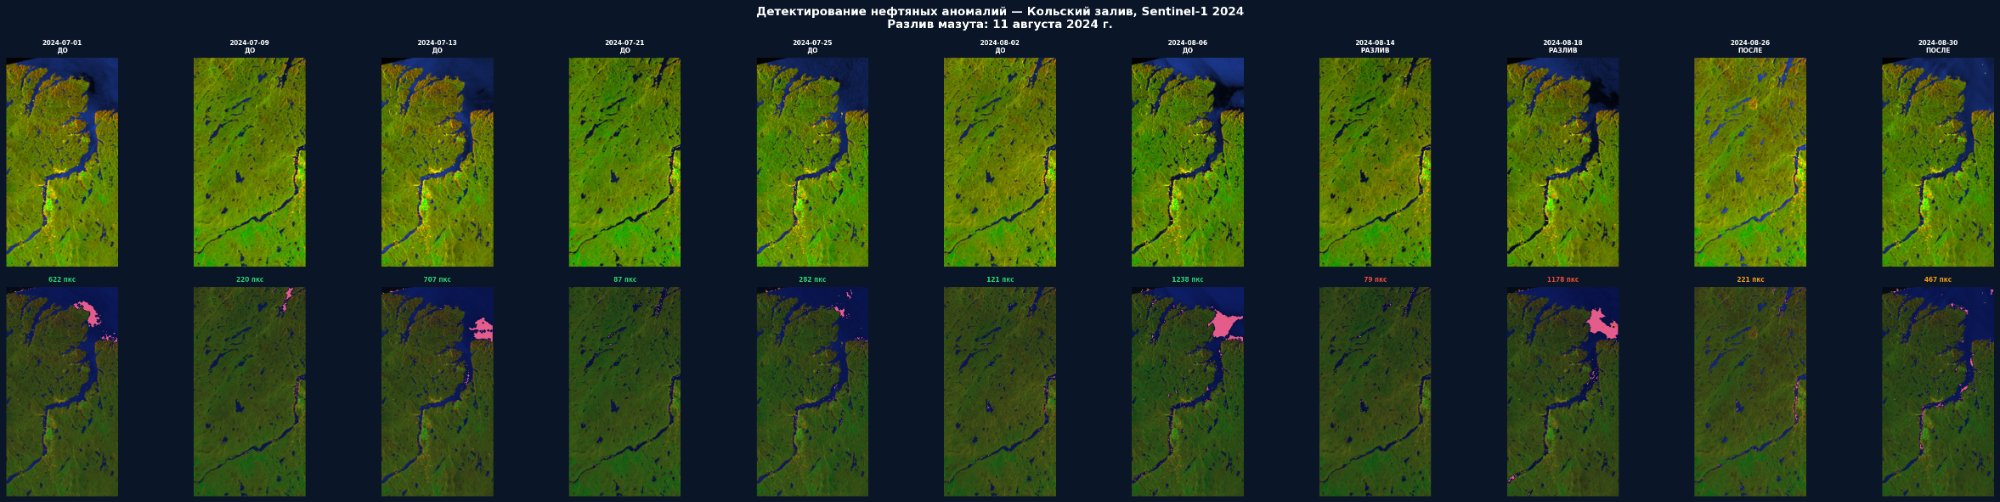 Детектирование нефтяных аномалий — Кольский залив, Sentinel-1 2024
Разлив мазута: 11 августа 2024 г.
2024-07-01
ДО
2024-07-09
ДО
2024-07-13
ДО
2024-07-21
ДО
2024-07-25
ДО
2024-08-02
ДО
2024-08-06
ДО
2024-08-14
РАЗЛИВ
2024-08-18
РАЗЛИВ
2024-08-26
ПОСЛЕ
2024-08-30
ПОСЛЕ
622 пкс
220 пкс
707 пкс
87 пкс
282 пкс
121 пкс
1238 пкс
79 пкс
1178 пкс
221 пкс
467 пкс